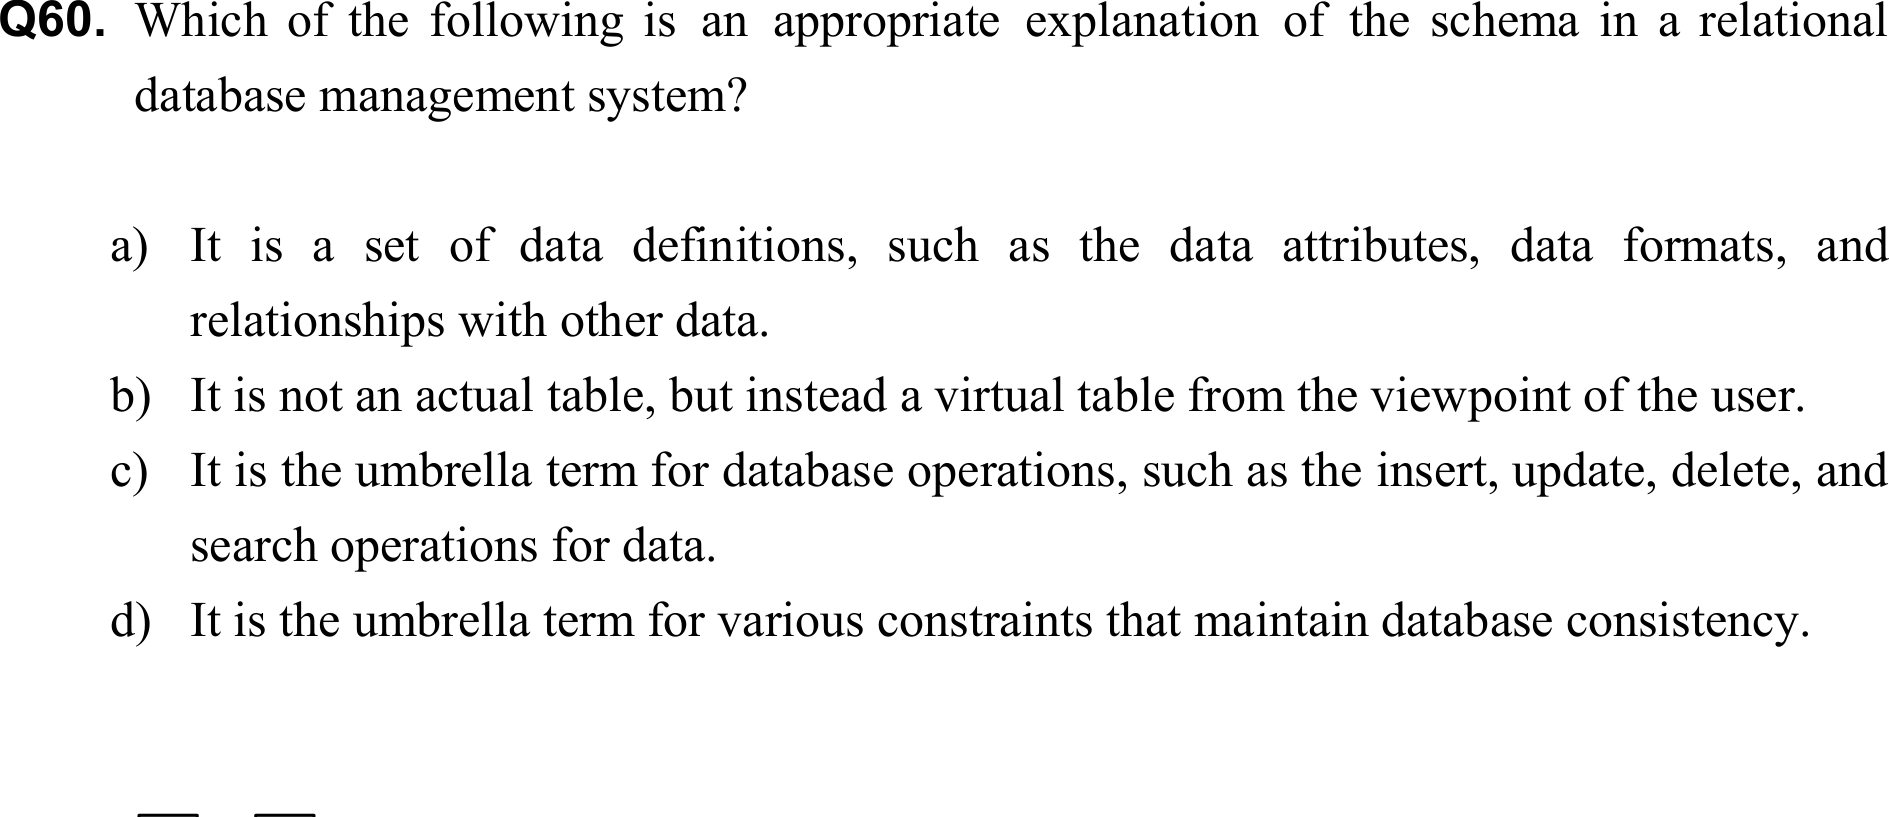 Q60. Which of the following is an appropriate explanation of the schema in a relational
database management system?
a) It is a set of data definitions, such as the data attributes, data formats, and
relationships with other data.
b) It is not an actual table, but instead a virtual table from the viewpoint of the user.
c) It is the umbrella term for database operations, such as the insert, update, delete, and
search operations for data.
d) It is the umbrella term for various constraints that maintain database consistency.